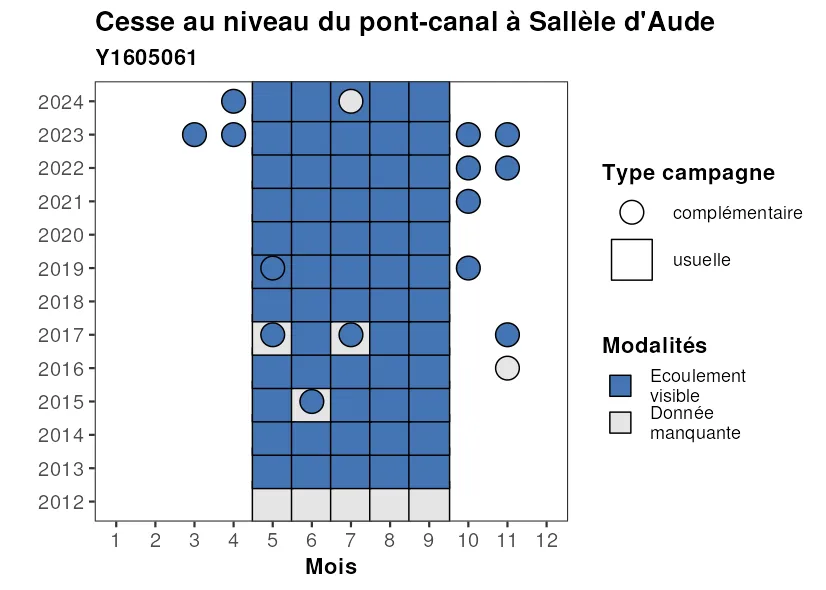 Cesse au niveau du pont-canal à Sallèle d'Aude
Y1605061
2024
2023
2022
2021
2020
2019
2018
2017
2016
2015
2014
2013
2012
1 2 3 4 5 6 7 8 9 10 11 12
Mois
Type campagne
complémentaire
usuelle
Modalités
Ecoulement
visible
Donnée
manquante